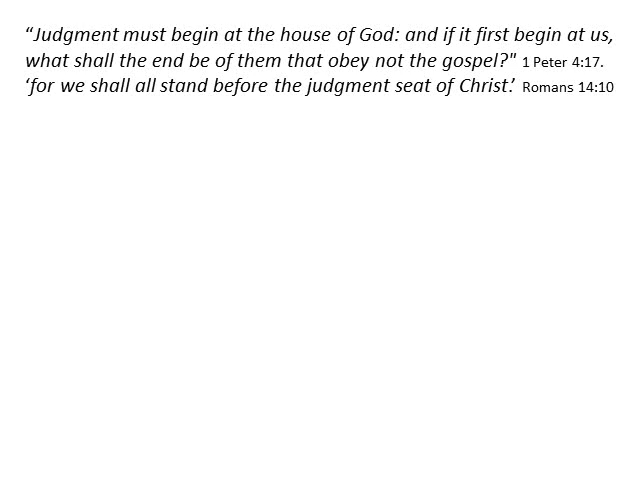 “Judgment must begin at the house of God: and if it first begin at us,
what shall the end be of them that obey not the gospel?" 1 Peter 4:17.
‘for we shall all stand before the judgment seat of Christ.’ Romans 14:10